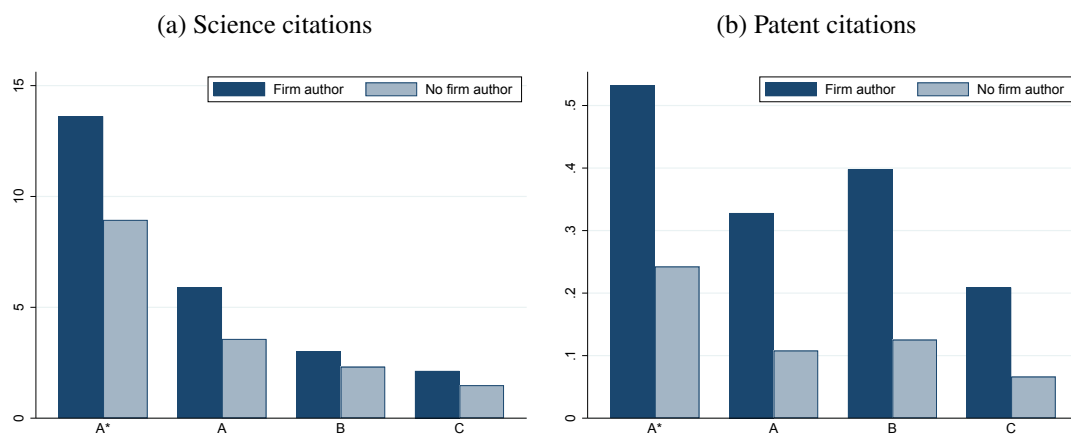 (a) Science citations
Firm author No firm author
15
10
5
0
A* A B C
(b) Patent citations
Firm author No firm author
.5
.4
.3
.2
.1
0
A* A B C